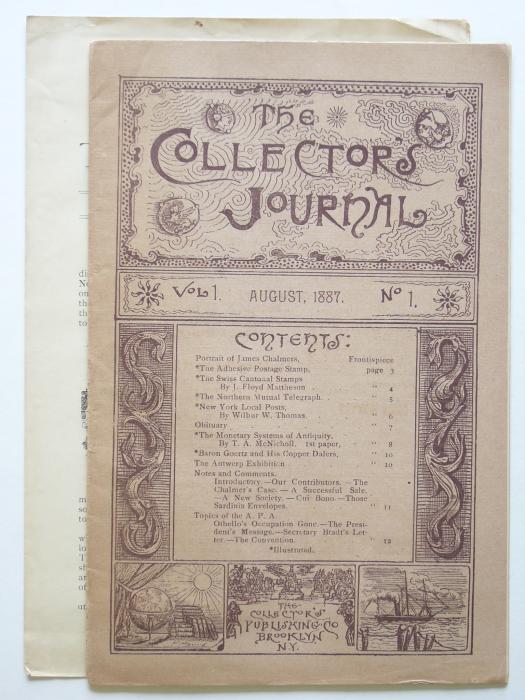 THE
COLLECTOR'S
JOURNAL
VOL 1. AUGUST, 1887. No 1.
CONTENTS:
Portrait of James Chalmers, Frontispiece
*The Adhesive Postage Stamp, page 3
*The Swiss Cantonal Stamps
By J. Floyd Mattheson " 4
*The Northern Mutual Telegraph " 5
*New York Local Posts,
By Wilbur W. Thomas. " 6
Obituary " 7
*The Monetary Systems of Antiquity,
By T. A. McNicholl. 1st paper, " 8
*Baron Goertz and His Copper Dalers, " 10
The Antwerp Exhibition " 10
Notes and Comments.
Introductory.—Our Contributors.—The
Chalmer's Case.—A Successful Sale.
—A New Society.—Cui Bono.—Those
Sardinia Envelopes. " 11
Topics of the A. P. A.
Othello's Occupation Gone.—The Presi-
dent's Message.—Secretary Bradt's Let-
ter.—The Convention. " 12
*Illustrated.
THE
COLLECTOR'S
PUBLISHING CO
BROOKLYN
N.Y.